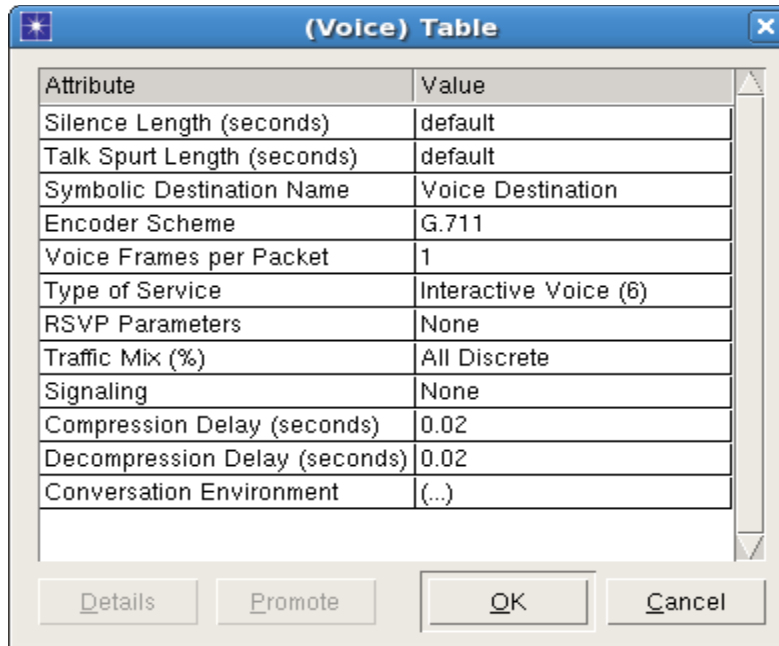 (Voice) Table
Attribute Value
Silence Length (seconds) default
Talk Spurt Length (seconds) default
Symbolic Destination Name Voice Destination
Encoder Scheme G.711
Voice Frames per Packet 1
Type of Service Interactive Voice (6)
RSVP Parameters None
Traffic Mix (%) All Discrete
Signaling None
Compression Delay (seconds) 0.02
Decompression Delay (seconds) 0.02
Conversation Environment (...)
Details Promote OK Cancel